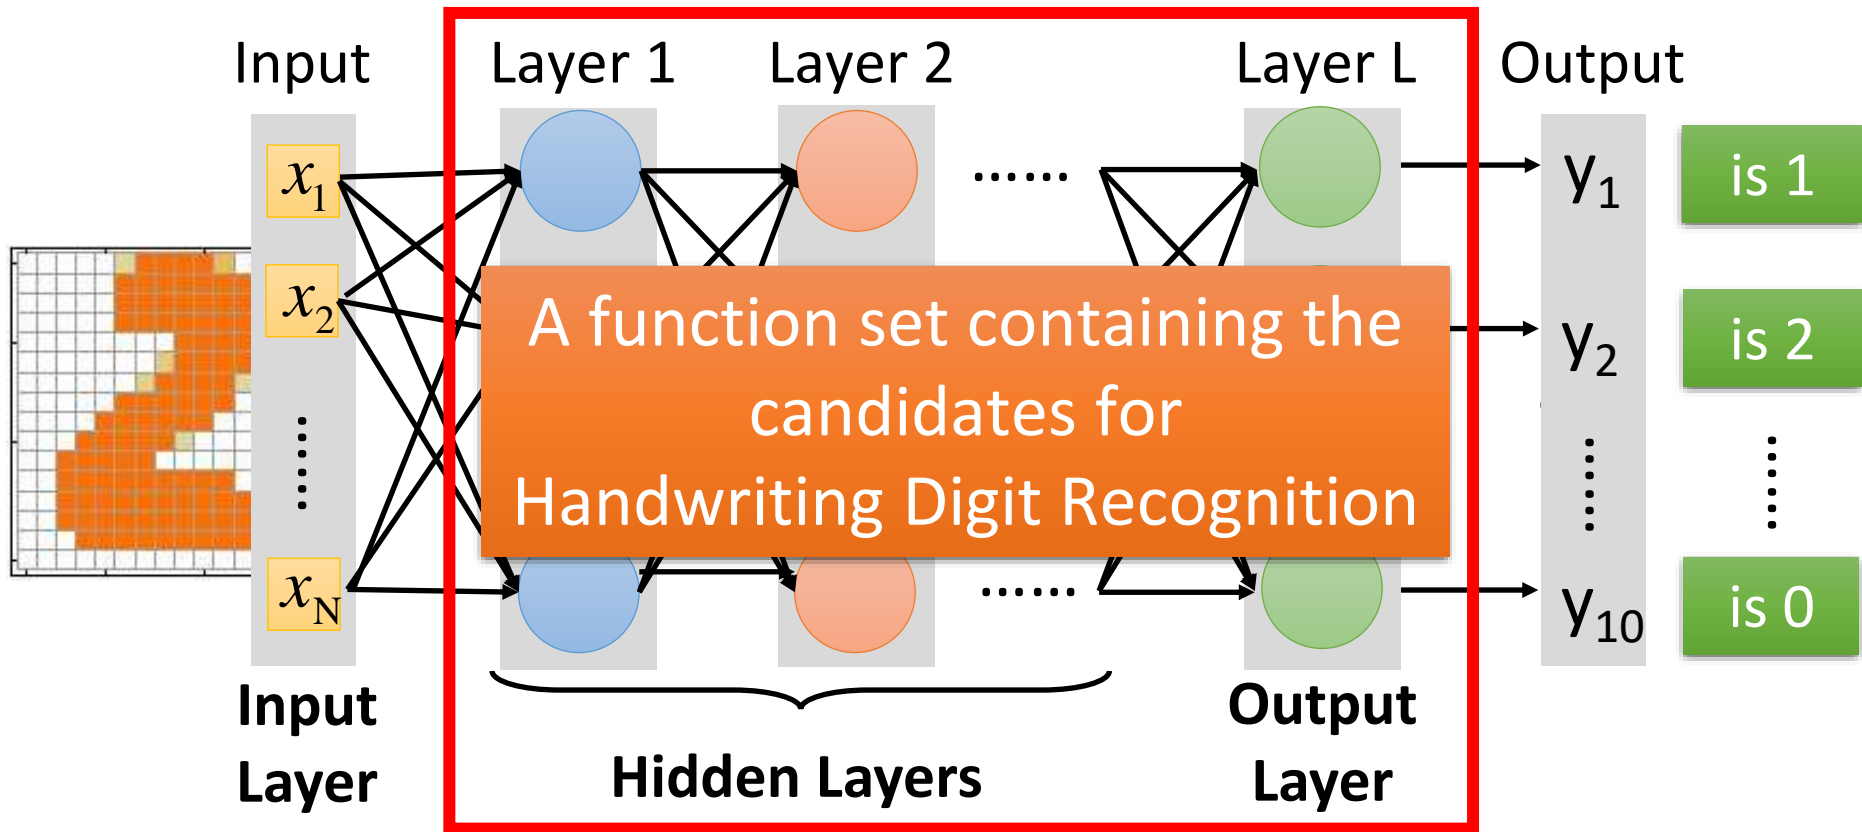 Input
Layer 1
Layer 2
Layer L
Output
x1
x2
......
xN
......
......
A function set containing the
candidates for
Handwriting Digit Recognition
y1
y2
......
y10
is 1
is 2
......
is 0
Input
Layer
Hidden Layers
Output
Layer